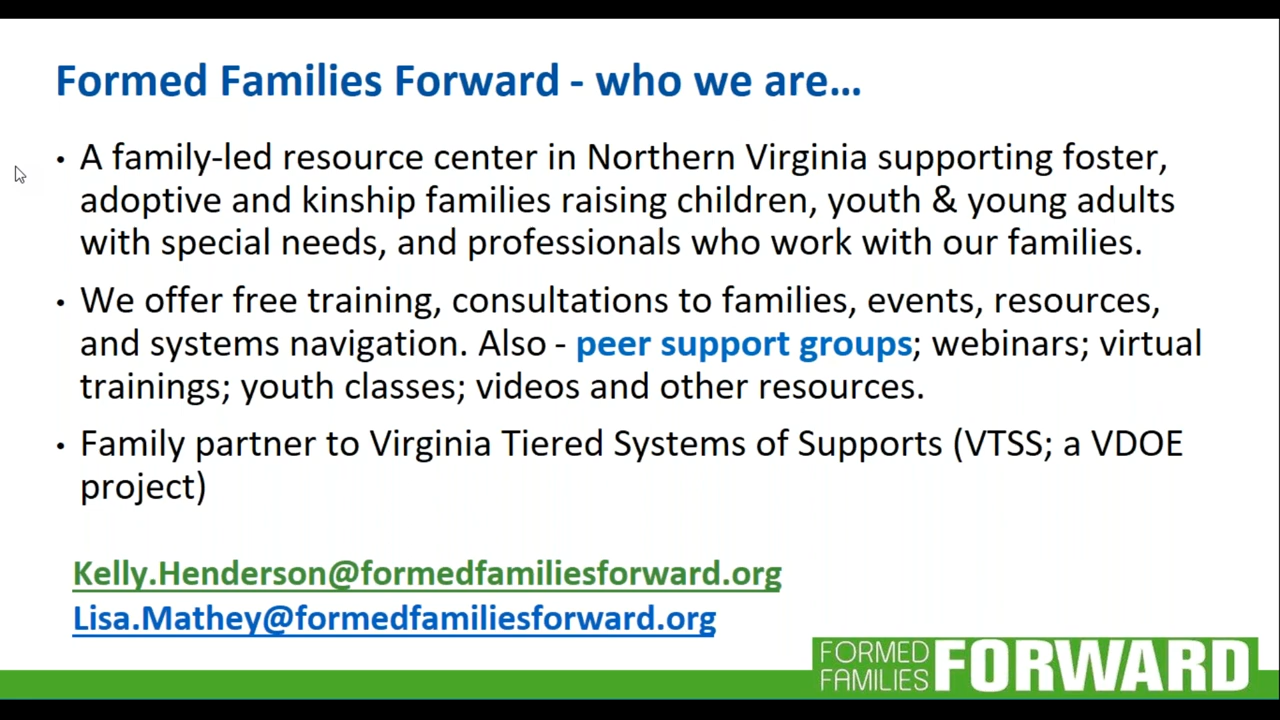 Formed Families Forward - who we are…
• A family-led resource center in Northern Virginia supporting foster,
adoptive and kinship families raising children, youth & young adults
with special needs, and professionals who work with our families.
• We offer free training, consultations to families, events, resources,
and systems navigation. Also - peer support groups; webinars; virtual
trainings; youth classes; videos and other resources.
• Family partner to Virginia Tiered Systems of Supports (VTSS; a VDOE
project)
Kelly.Henderson@formedfamiliesforward.org
Lisa.Mathey@formedfamiliesforward.org
FORMED
FAMILIES
FORWARD